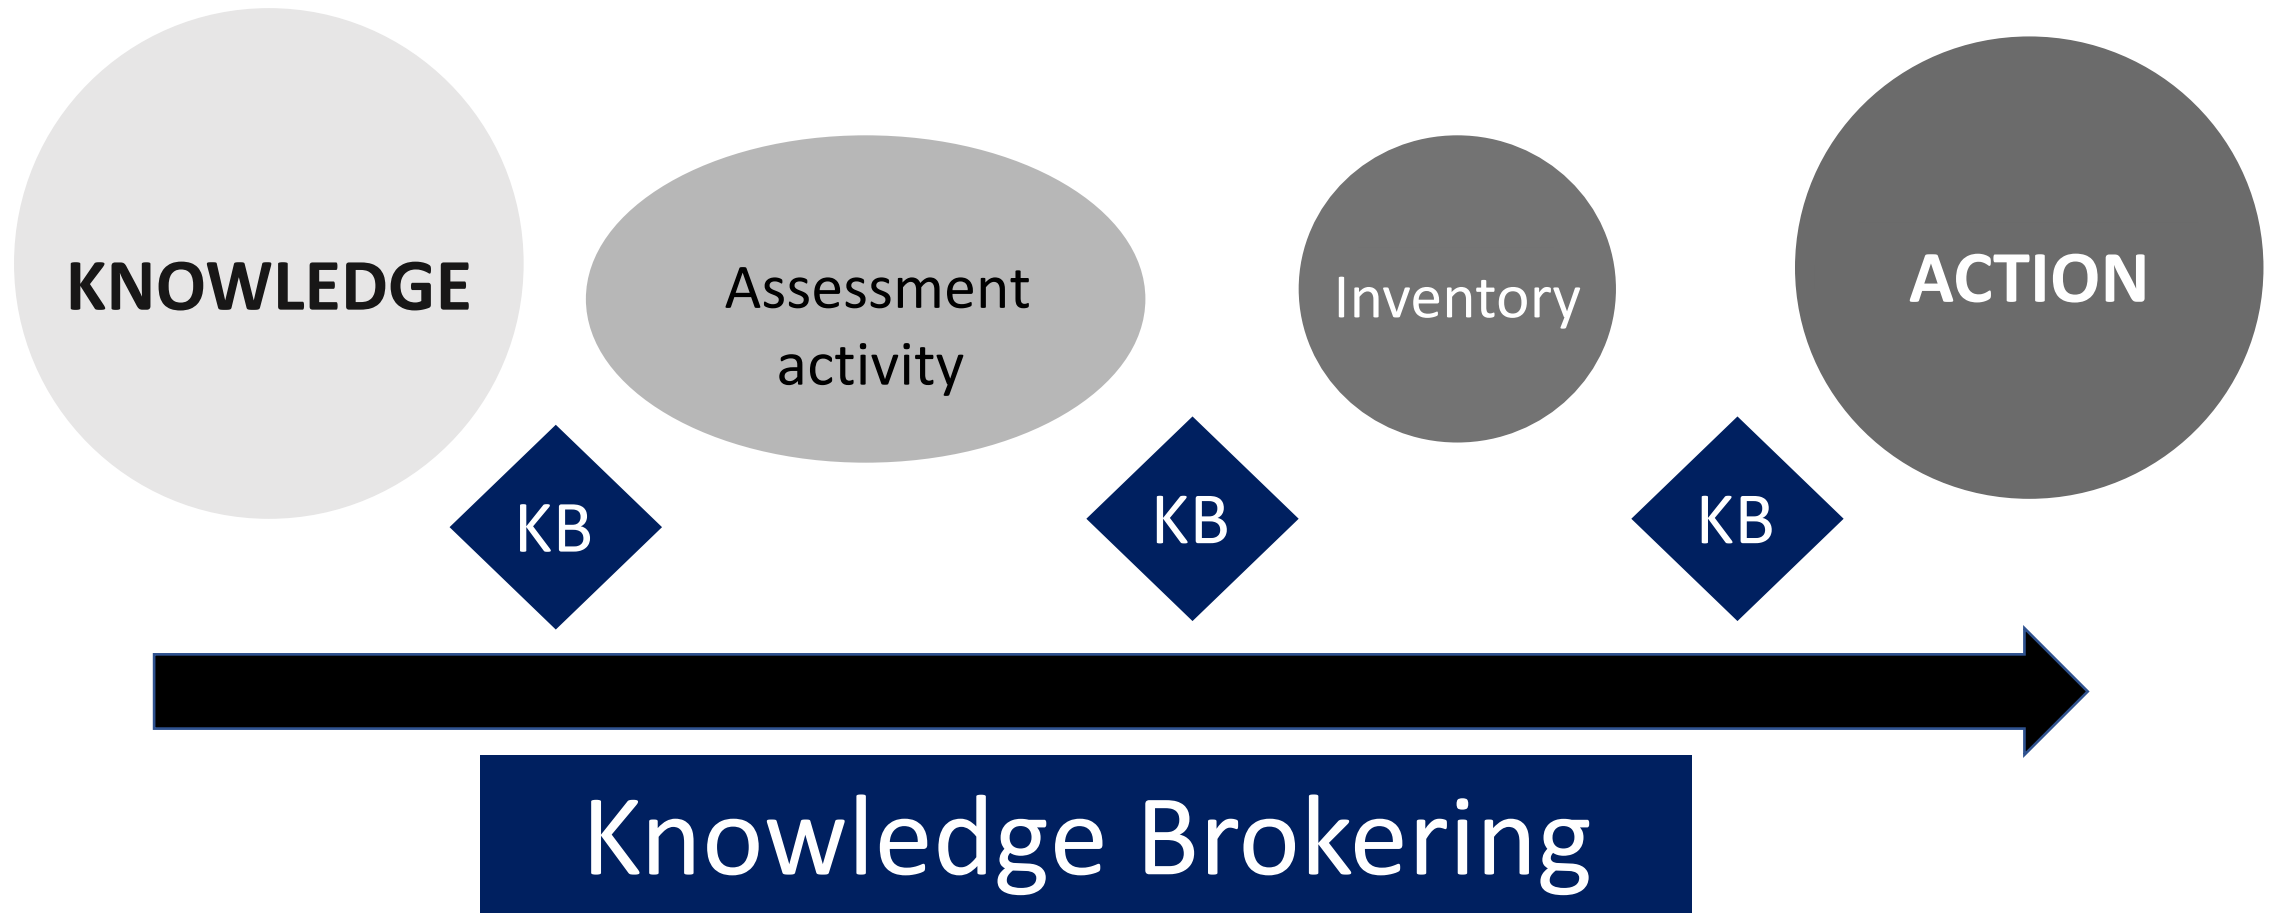 KNOWLEDGE
Assessment
activity
Inventory
ACTION
KB
KB
KB
Knowledge Brokering